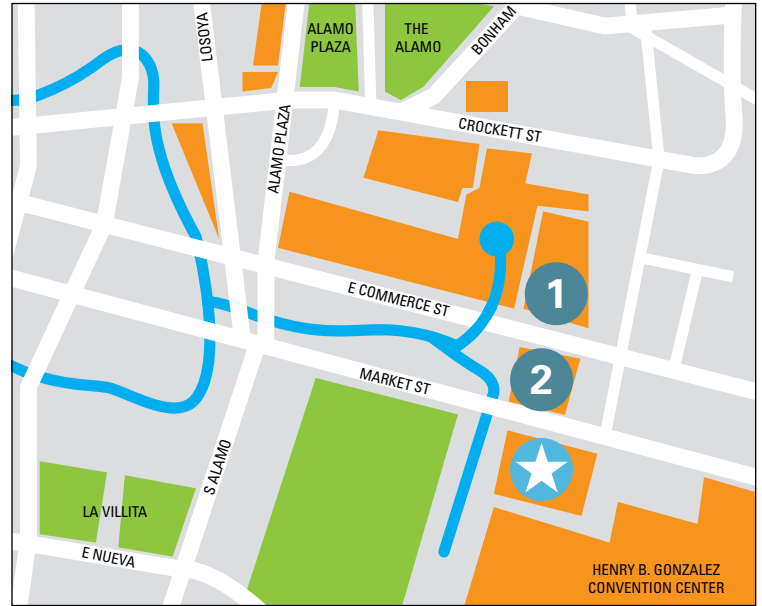 LOSOYA
ALAMO
PLAZA
THE
ALAMO
BONHAM
ALAMO PLAZA
CROCKETT ST
E COMMERCE ST
1
MARKET ST
2
S ALAMO
LA VILLITA
E NUEVA
HENRY B. GONZALEZ
CONVENTION CENTER